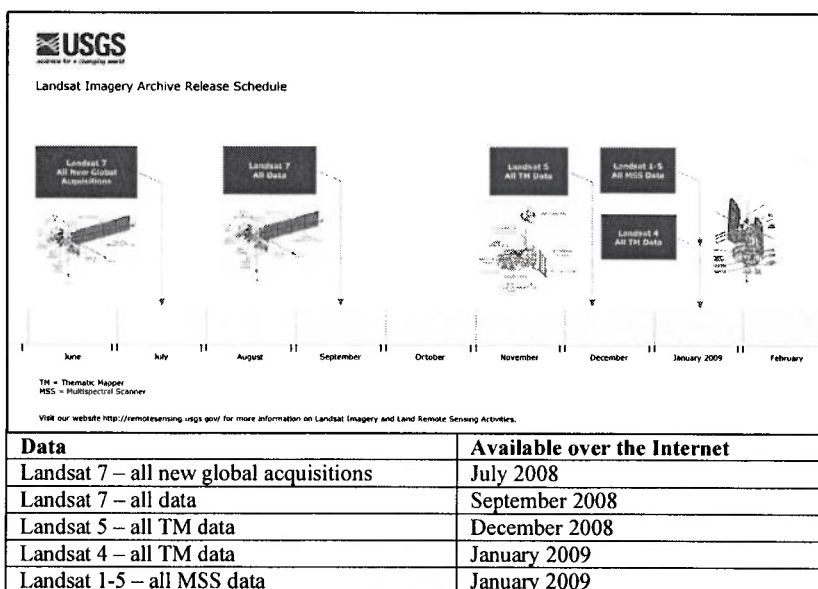 USGS
science for a changing world
Landsat Imagery Archive Release Schedule
Landsat 7
All New Global
Acquisitions
Landsat 7
All Data
Landsat 5
All TM Data
Landsat 1-5
All MSS Data
Landsat 4
All TM Data
June
July
August
September
October
November
December
January 2009
February
TM = Thematic Mapper
MSS = Multispectral Scanner
Visit our website http://remotesensing.usgs.gov/ for more information on Landsat Imagery and Land Remote Sensing Activities.
Data Available over the Internet
Landsat 7 – all new global acquisitions July 2008
Landsat 7 – all data September 2008
Landsat 5 – all TM data December 2008
Landsat 4 – all TM data January 2009
Landsat 1-5 – all MSS data January 2009